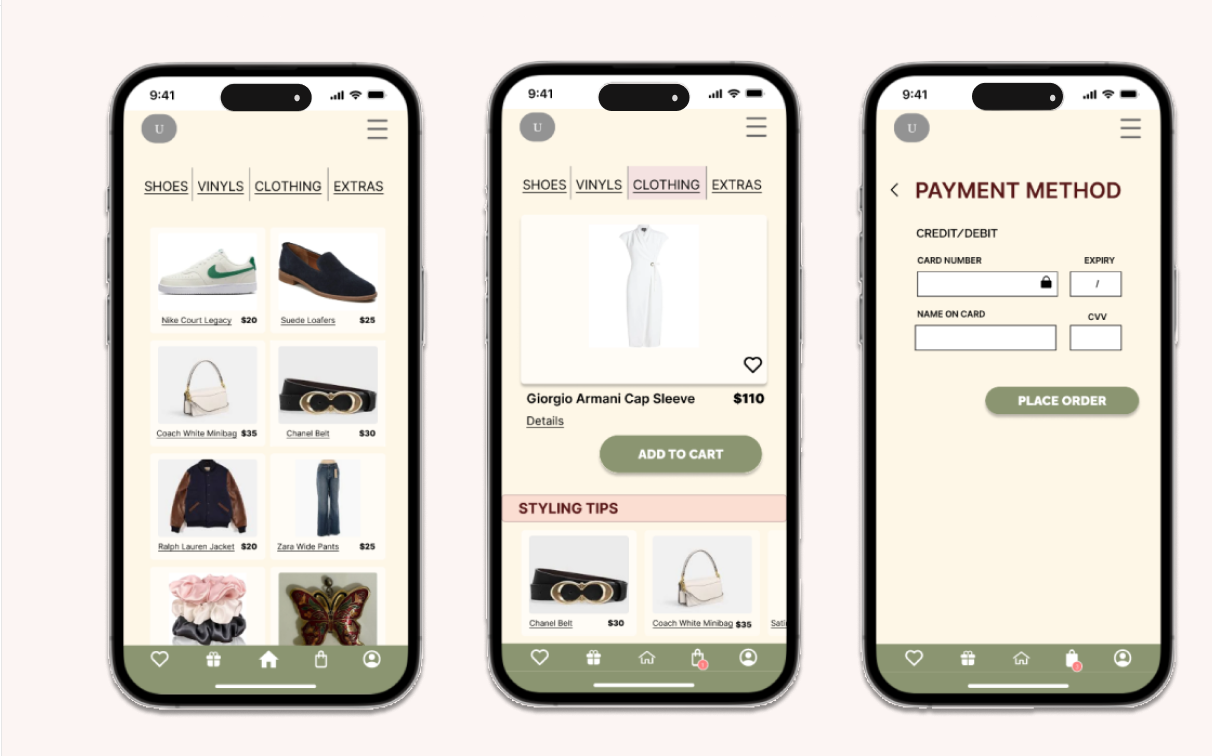 9:41
U
SHOES VINYLS CLOTHING EXTRAS
Nike Court Legacy $20 Suede Loafers $25
Coach White Minibag $35 Chanel Belt $30
Ralph Lauren Jacket $20 Zara Wide Pants $25
9:41
U
SHOES VINYLS CLOTHING EXTRAS
Giorgio Armani Cap Sleeve $110
Details
ADD TO CART
STYLING TIPS
Chanel Belt $30 Coach White Minibag $35 Sati
9:41
U
PAYMENT METHOD
CREDIT/DEBIT
CARD NUMBER EXPIRY
/
NAME ON CARD CVV
PLACE ORDER